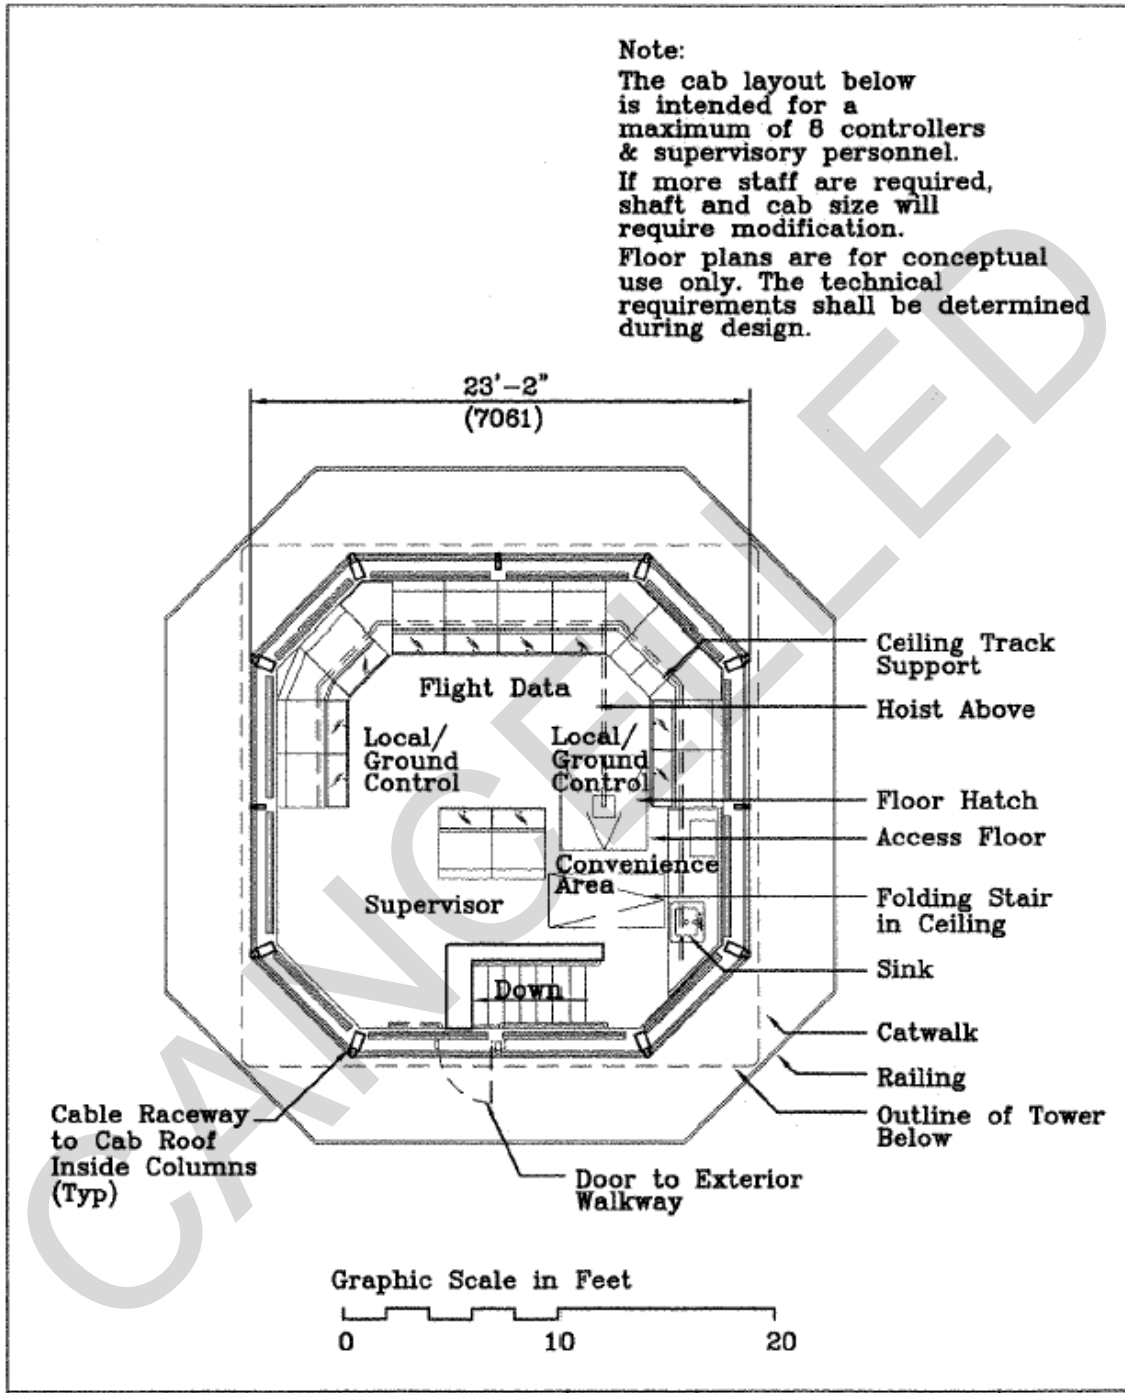 Note:
The cab layout below
is intended for a
maximum of 8 controllers
& supervisory personnel.
If more staff are required,
shaft and cab size will
require modification.
Floor plans are for conceptual
use only. The technical
requirements shall be determined
during design.
23'-2"
(7061)
Flight Data
Local/
Ground
Control
Local/
Ground
Control
Convenience
Area
Supervisor
Down
Ceiling Track
Support
Hoist Above
Floor Hatch
Access Floor
Folding Stair
in Ceiling
Sink
Catwalk
Railing
Outline of Tower
Below
Cable Raceway
to Cab Roof
Inside Columns
(Typ)
Door to Exterior
Walkway
Graphic Scale in Feet
0 10 20
CANCELLED